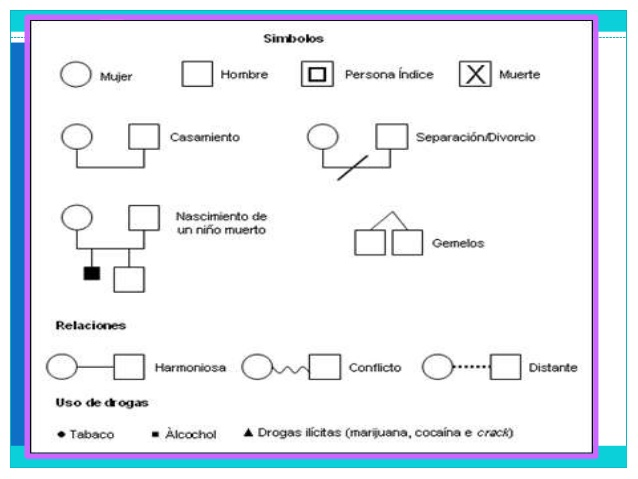 Simbolos
Mujer
Hombre
Persona Índice
Muerte
Casamiento
Separación/Divorcio
Nascimiento de
un niño muerto
Gemelos
Relaciones
Harmoniosa
Conflicto
Distante
Uso de drogas
Tabaco
Àlcochol
Drogas ilícitas (marijuana, cocaína e crack)